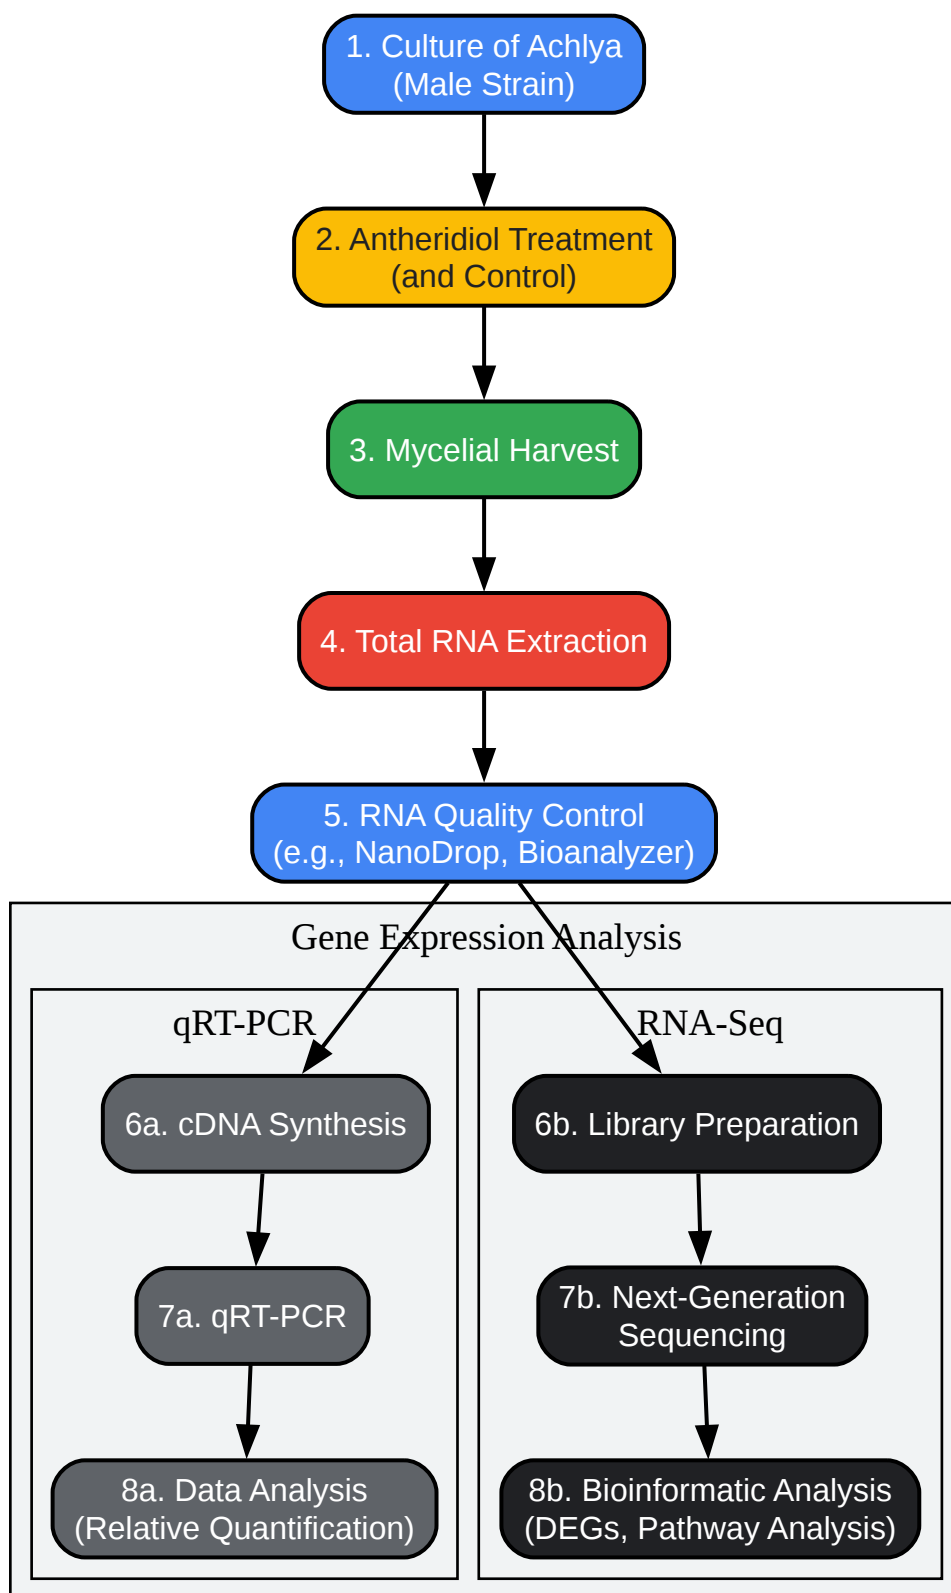 1. Culture of Achlya
(Male Strain)
2. Antheridiol Treatment
(and Control)
3. Mycelial Harvest
4. Total RNA Extraction
5. RNA Quality Control
(e.g., NanoDrop, Bioanalyzer)
Gene Expression Analysis
qRT-PCR
6a. cDNA Synthesis
7a. qRT-PCR
8a. Data Analysis
(Relative Quantification)
RNA-Seq
6b. Library Preparation
7b. Next-Generation
Sequencing
8b. Bioinformatic Analysis
(DEGs, Pathway Analysis)